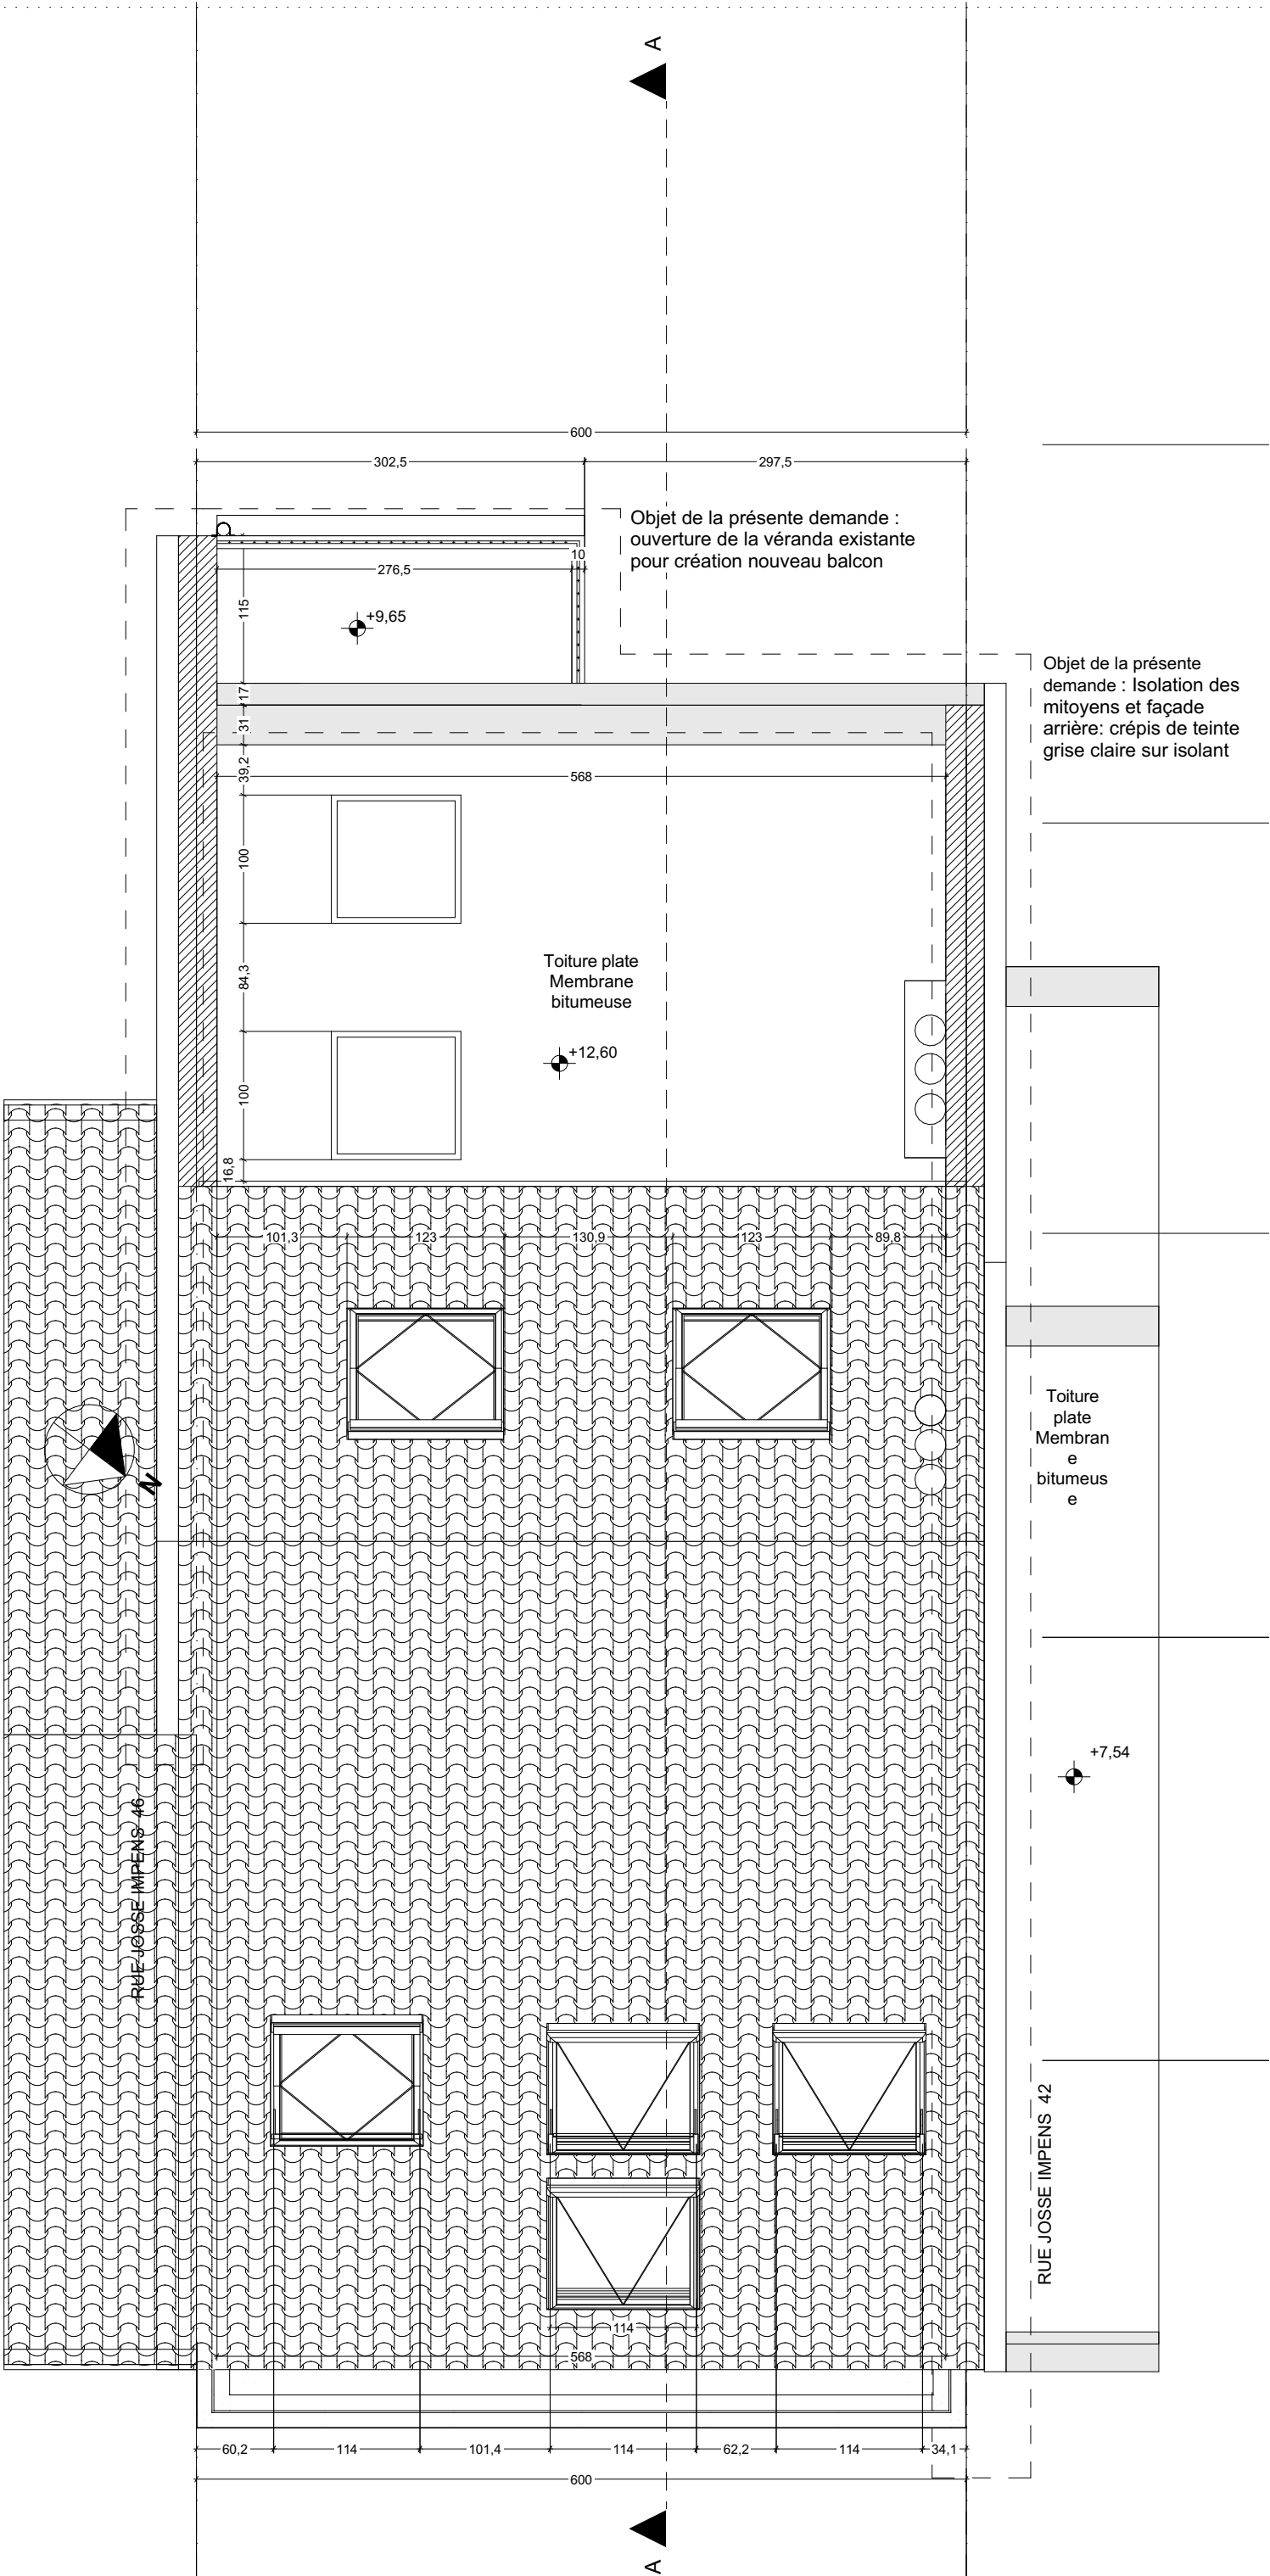 A
600
302,5
297,5
Objet de la présente demande :
ouverture de la véranda existante
pour création nouveau balcon
10
276,5
115
+9,65
Objet de la présente
demande : Isolation des
mitoyens et façade
arrière: crépis de teinte
grise claire sur isolant
17
31
39,2
568
100
84,3
Toiture plate
Membrane
bitumeuse
+12,60
100
16,8
101,3
123
130,9
123
89,8
N
Toiture
plate
Membran
e
bitumeus
e
+7,54
RUE JOSSE IMPENS 46
RUE JOSSE IMPENS 42
114
568
60,2
114
101,4
114
62,2
114
34,1
600
A